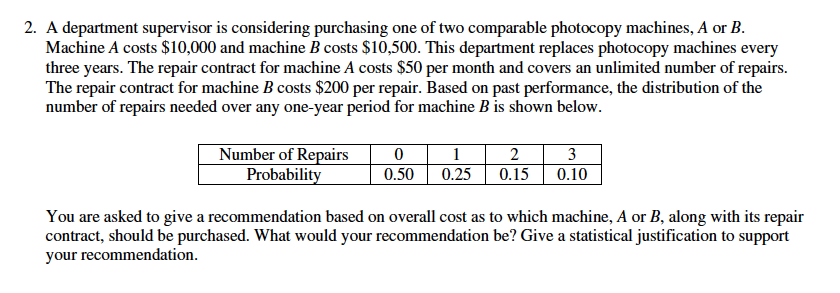 2. A department supervisor is considering purchasing one of two comparable photocopy machines, A or B.
Machine A costs $10,000 and machine B costs $10,500. This department replaces photocopy machines every
three years. The repair contract for machine A costs $50 per month and covers an unlimited number of repairs.
The repair contract for machine B costs $200 per repair. Based on past performance, the distribution of the
number of repairs needed over any one-year period for machine B is shown below.
Number of Repairs 0 1 2 3
Probability 0.50 0.25 0.15 0.10
You are asked to give a recommendation based on overall cost as to which machine, A or B, along with its repair
contract, should be purchased. What would your recommendation be? Give a statistical justification to support
your recommendation.